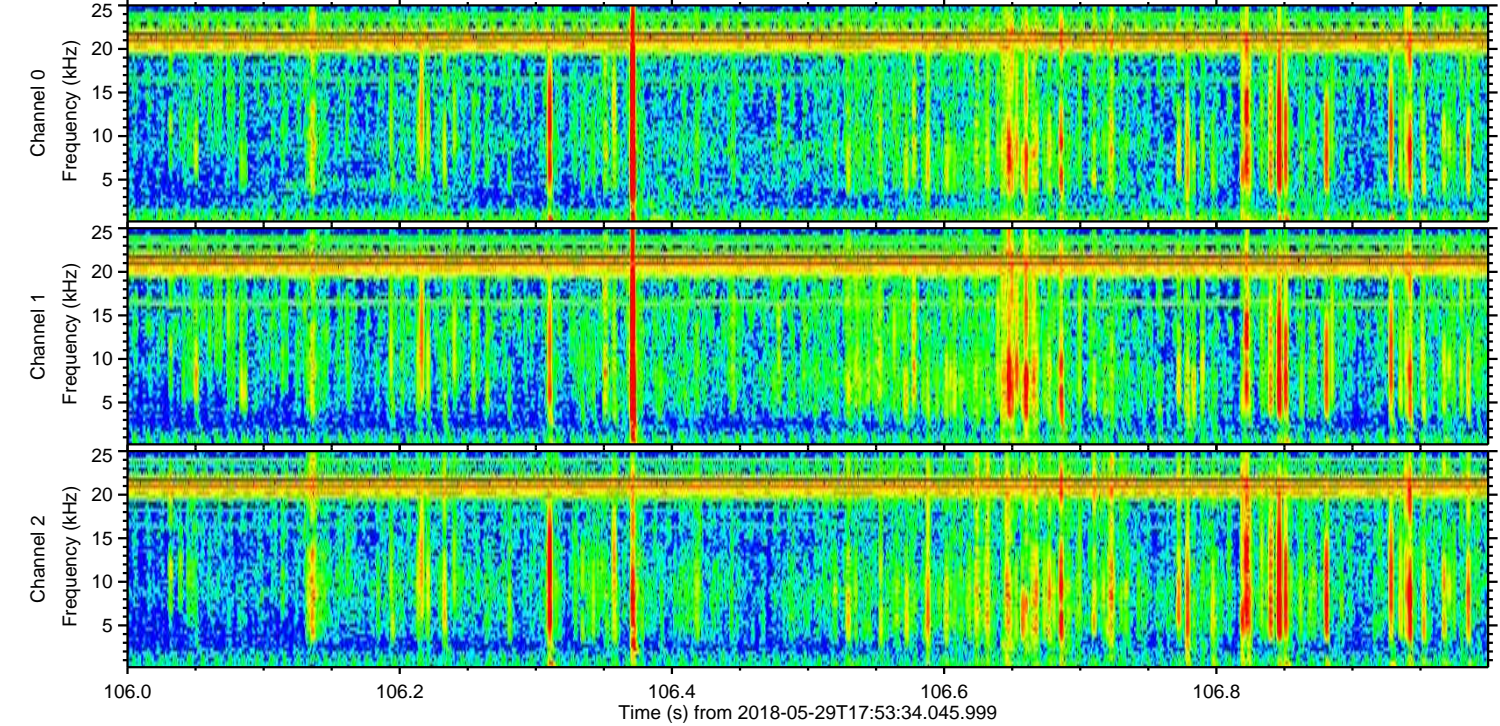 Channel 0
Frequency (kHz)
25
20
15
10
5
Channel 1
Frequency (kHz)
25
20
15
10
5
Channel 2
Frequency (kHz)
25
20
15
10
5
106.0 106.2 106.4 106.6 106.8
Time (s) from 2018-05-29T17:53:34.045.999